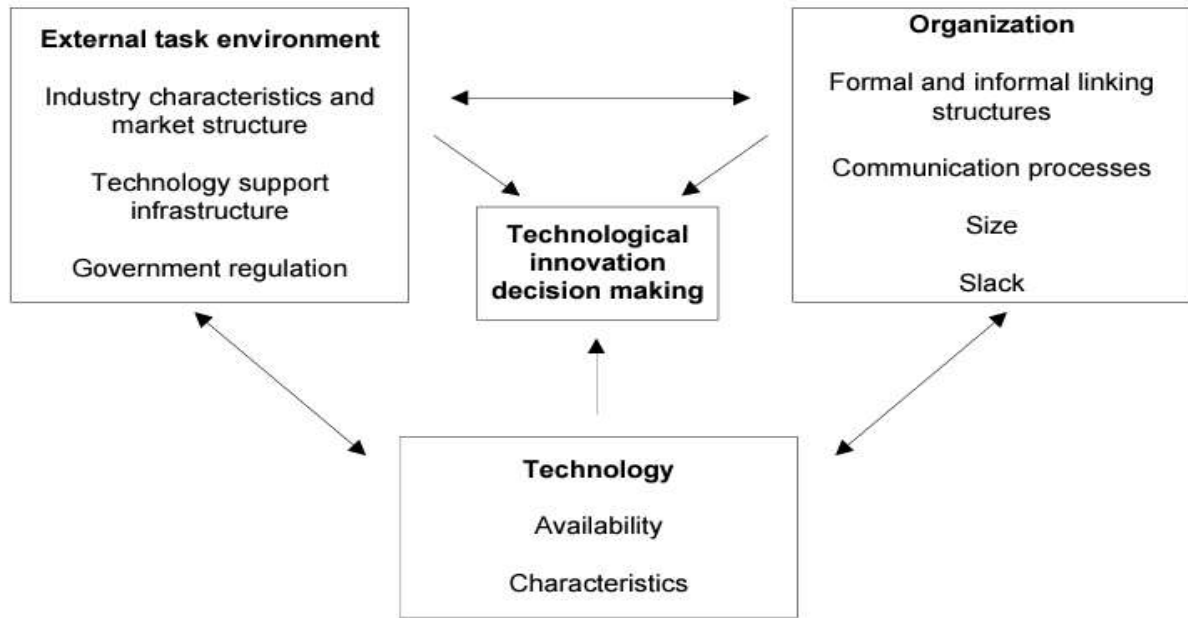 External task environment
Industry characteristics and
market structure
Technology support
infrastructure
Government regulation
Organization
Formal and informal linking
structures
Communication processes
Size
Slack
Technological
innovation
decision making
Technology
Availability
Characteristics